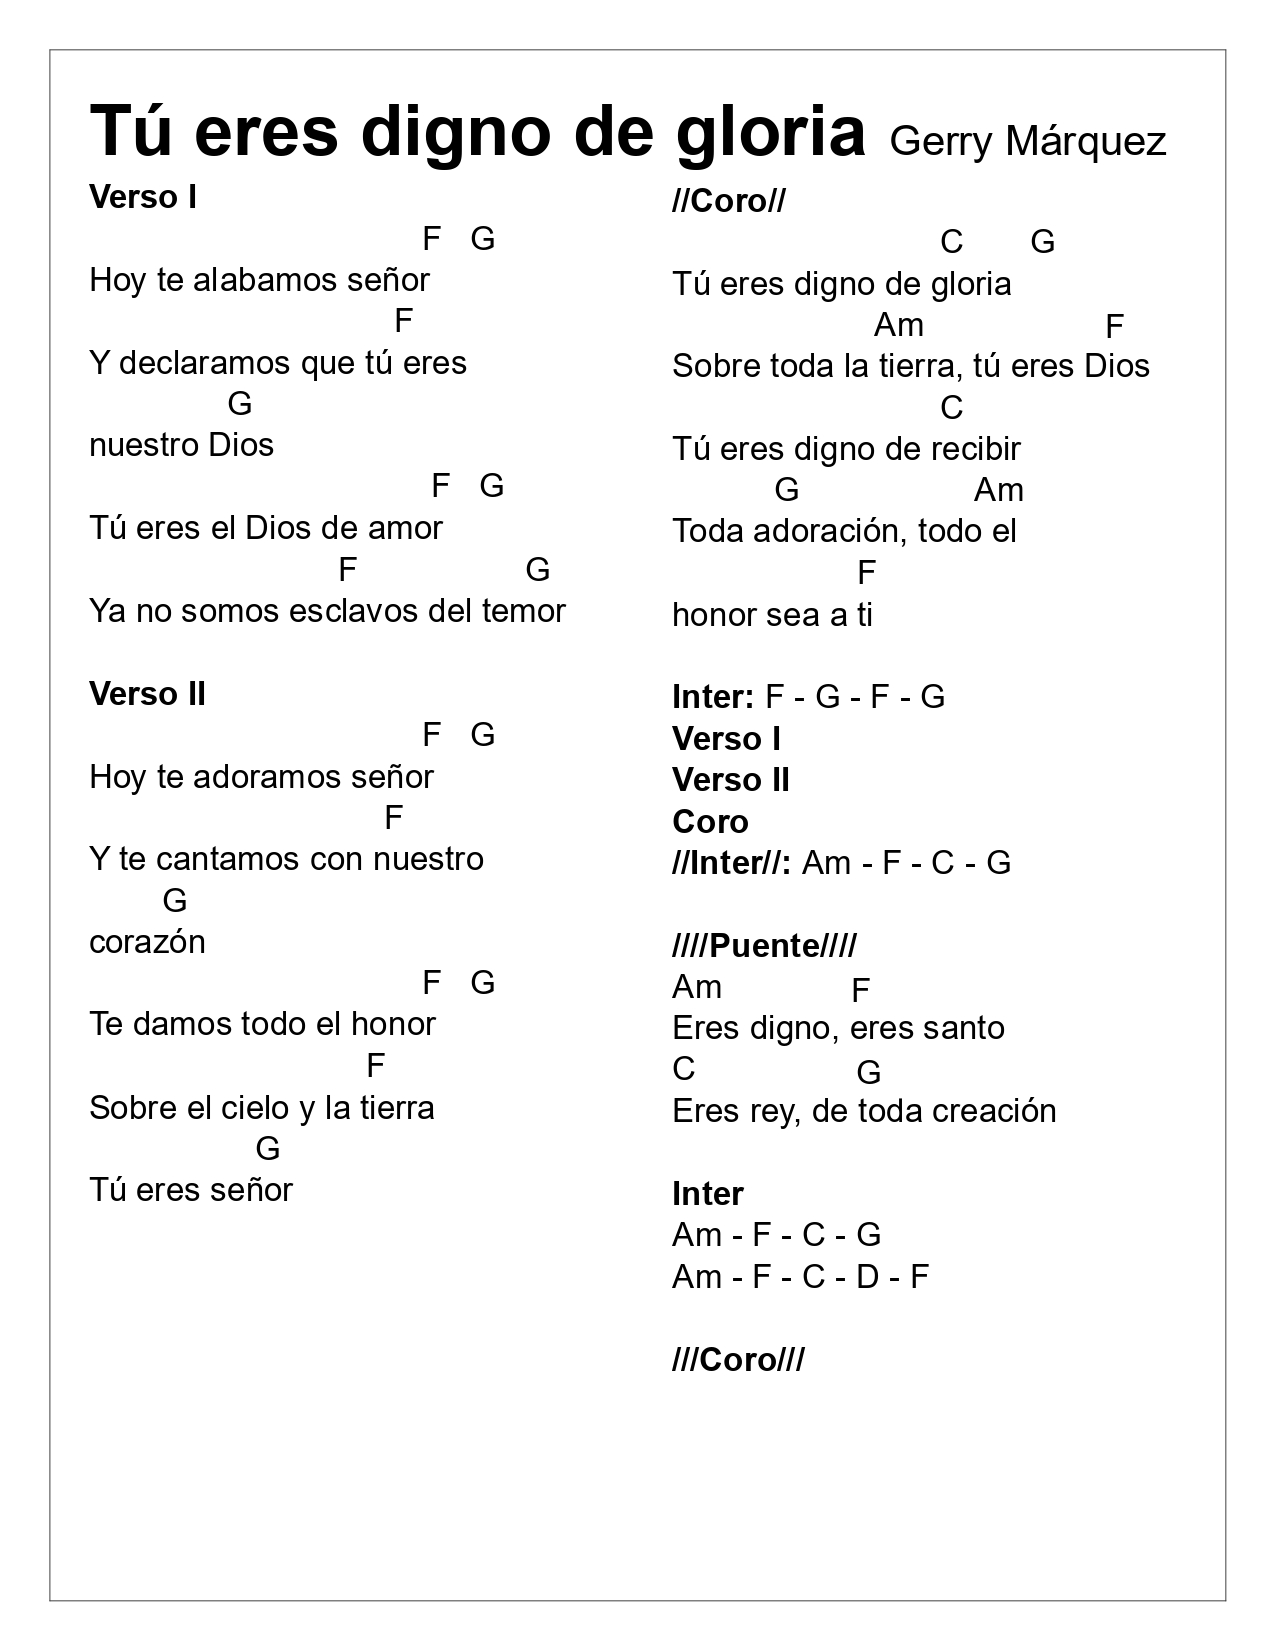 Tú eres digno de gloria Gerry Márquez
Verso I
F G
Hoy te alabamos señor
F
Y declaramos que tú eres
G
nuestro Dios
F G
Tú eres el Dios de amor
F G
Ya no somos esclavos del temor
Verso II
F G
Hoy te adoramos señor
F
Y te cantamos con nuestro
G
corazón
F G
Te damos todo el honor
F
Sobre el cielo y la tierra
G
Tú eres señor
//Coro//
C G
Tú eres digno de gloria
Am F
Sobre toda la tierra, tú eres Dios
C
Tú eres digno de recibir
G Am
Toda adoración, todo el
F
honor sea a ti
Inter: F - G - F - G
Verso I
Verso II
Coro
//Inter//: Am - F - C - G
////Puente////
Am F
Eres digno, eres santo
C G
Eres rey, de toda creación
Inter
Am - F - C - G
Am - F - C - D - F
///Coro///